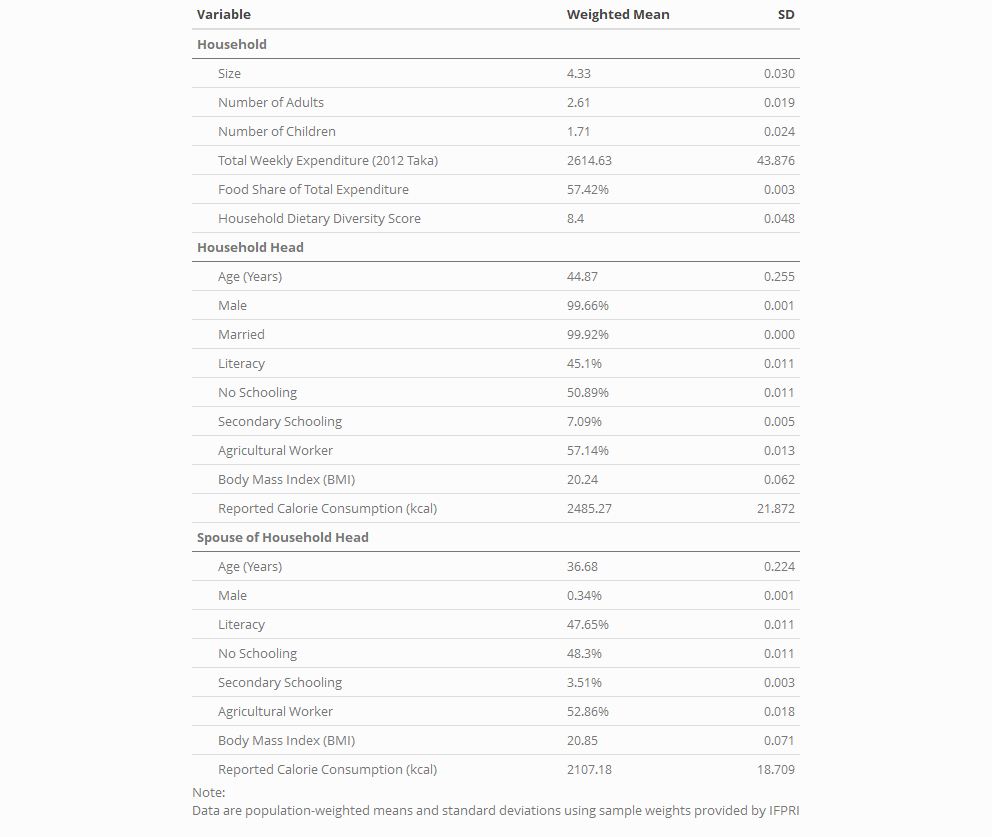 Variable Weighted Mean SD
Household
Size 4.33 0.030
Number of Adults 2.61 0.019
Number of Children 1.71 0.024
Total Weekly Expenditure (2012 Taka) 2614.63 43.876
Food Share of Total Expenditure 57.42% 0.003
Household Dietary Diversity Score 8.4 0.048
Household Head
Age (Years) 44.87 0.255
Male 99.66% 0.001
Married 99.92% 0.000
Literacy 45.1% 0.011
No Schooling 50.89% 0.011
Secondary Schooling 7.09% 0.005
Agricultural Worker 57.14% 0.013
Body Mass Index (BMI) 20.24 0.062
Reported Calorie Consumption (kcal) 2485.27 21.872
Spouse of Household Head
Age (Years) 36.68 0.224
Male 0.34% 0.001
Literacy 47.65% 0.011
No Schooling 48.3% 0.011
Secondary Schooling 3.51% 0.003
Agricultural Worker 52.86% 0.018
Body Mass Index (BMI) 20.85 0.071
Reported Calorie Consumption (kcal) 2107.18 18.709
Note:
Data are population-weighted means and standard deviations using sample weights provided by IFPRI